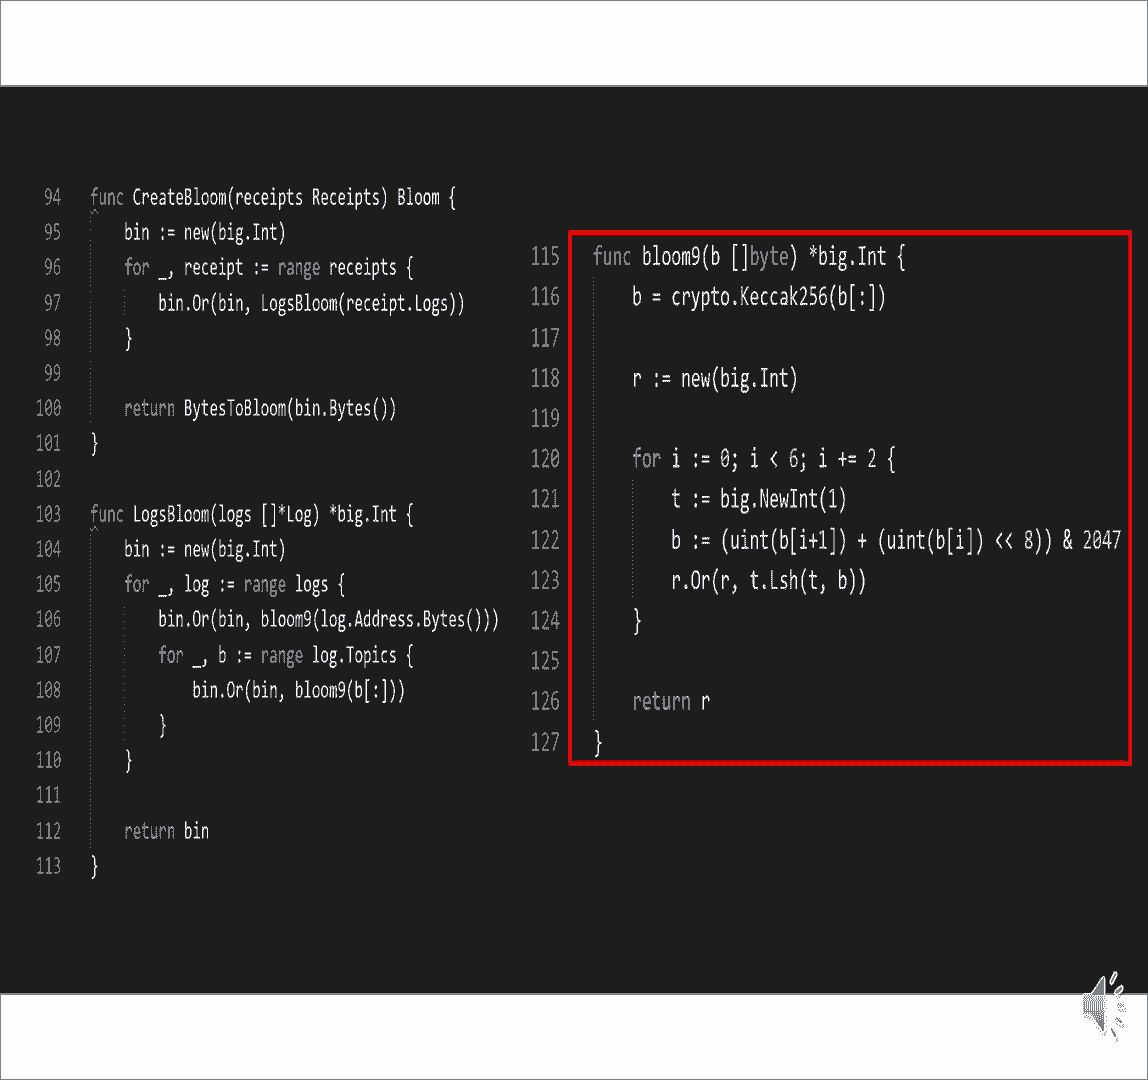 94 func CreateBloom(receipts Receipts) Bloom {
95 bin := new(big.Int)
96 for _, receipt := range receipts {
97 bin.Or(bin, LogsBloom(receipt.Logs))
98 }
99
100 return BytesToBloom(bin.Bytes())
101 }
102
103 func LogsBloom(logs []*Log) *big.Int {
104 bin := new(big.Int)
105 for _, log := range logs {
106 bin.Or(bin, bloom9(log.Address.Bytes()))
107 for _, b := range log.Topics {
108 bin.Or(bin, bloom9(b[:]))
109 }
110 }
111
112 return bin
113 }
115 func bloom9(b []byte) *big.Int {
116 b = crypto.Keccak256(b[:])
117
118 r := new(big.Int)
119
120 for i := 0; i < 6; i += 2 {
121 t := big.NewInt(1)
122 b := (uint(b[i+1]) + (uint(b[i]) << 8)) & 2047
123 r.Or(r, t.Lsh(t, b))
124 }
125
126 return r
127 }